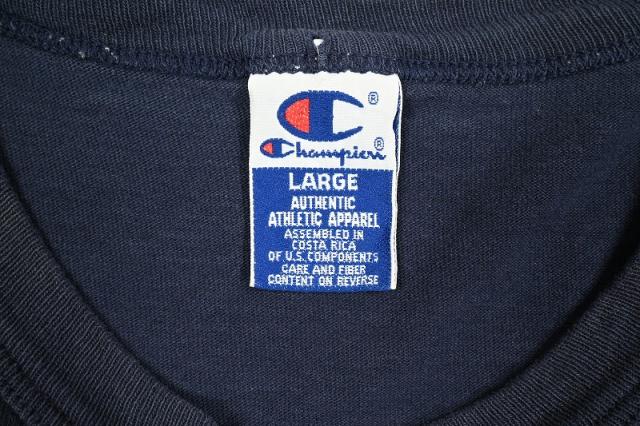 C ®
Champion ®
LARGE
AUTHENTIC
ATHLETIC APPAREL
ASSEMBLED IN
COSTA RICA
OF U.S. COMPONENTS
CARE AND FIBER
CONTENT ON REVERSE